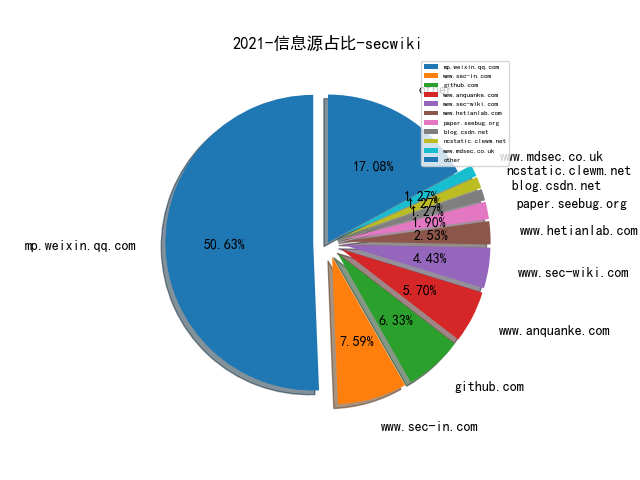 2021-信息源占比-secwiki
mp.weixin.qq.com
www.sec-in.com
github.com
www.anquanke.com
www.sec-wiki.com
www.hetianlab.com
paper.seebug.org
blog.csdn.net
ncstatic.clewm.net
www.mdsec.co.uk
other
17.08%
www.mdsec.co.uk
ncstatic.clewm.net
blog.csdn.net
paper.seebug.org
www.hetianlab.com
www.sec-wiki.com
www.anquanke.com
github.com
www.sec-in.com
mp.weixin.qq.com
50.63%
1.27%
1.27%
1.27%
1.90%
2.53%
4.43%
5.70%
6.33%
7.59%